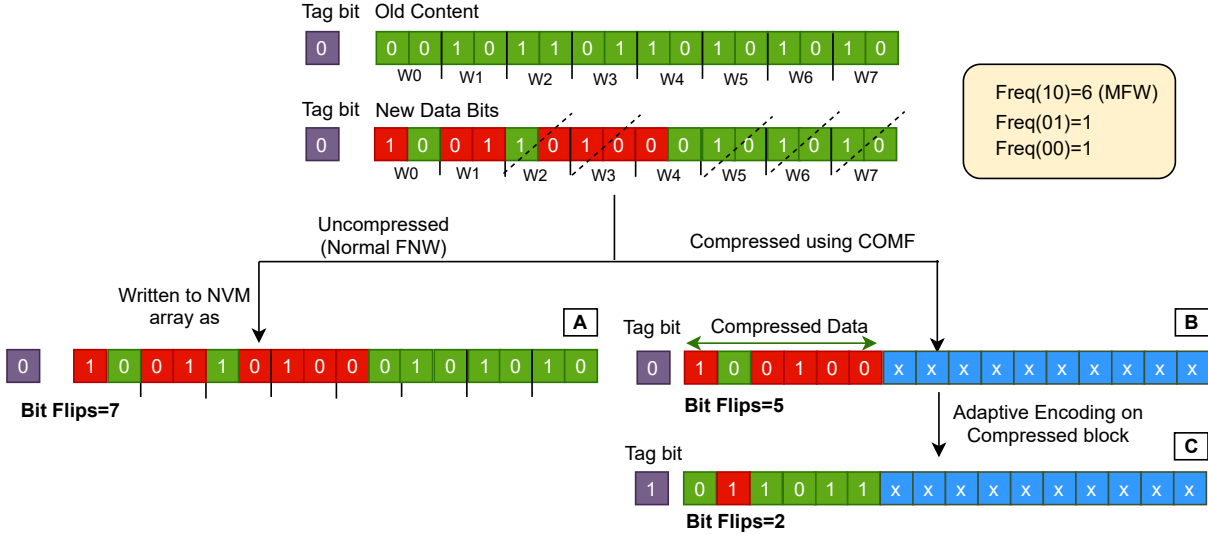 Tag bit Old Content
0 0 0 1 0 1 1 0 1 1 0 1 0 1 0 1 0
W0 W1 W2 W3 W4 W5 W6 W7
Tag bit New Data Bits
0 1 0 0 1 1 0 1 0 0 0 1 0 1 0 1 0
W0 W1 W2 W3 W4 W5 W6 W7
Freq(10)=6 (MFW)
Freq(01)=1
Freq(00)=1
Uncompressed
(Normal FNW)
Compressed using COMF
Written to NVM
array as
A
0 1 0 0 1 1 0 1 0 0 0 1 0 1 0 1 0
Bit Flips=7
Tag bit Compressed Data B
0 1 0 0 1 0 0 x x x x x x x x x x
Bit Flips=5
Adaptive Encoding on
Compressed block
Tag bit C
1 0 1 1 0 1 1 x x x x x x x x x x
Bit Flips=2